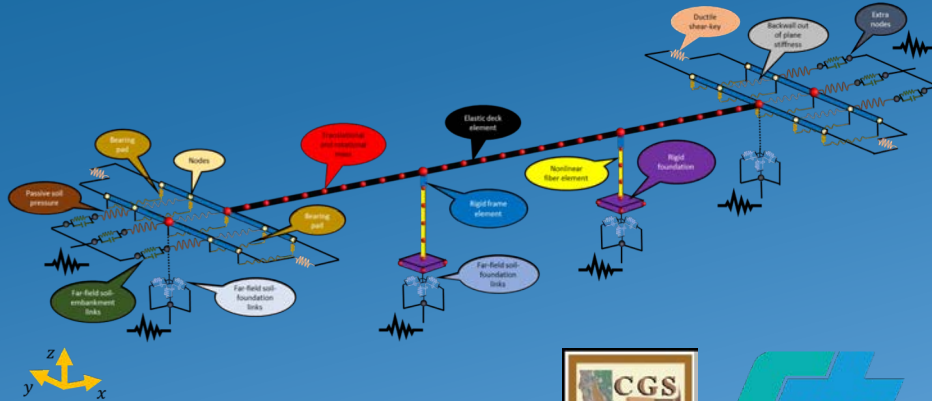 Ductile
shear-key
Backwall out
of plane
stiffness
Extra
nodes
Elastic deck
element
Translational
and rotational
mass
Bearing
pad
Nodes
Nonlinear
fiber element
Rigid
foundation
Passive soil
pressure
Rigid frame
element
Bearing
pad
Far-field soil-
foundation
links
Far-field soil-
embankment
links
Far-field soil-
foundation
links
z
y
x
CGS